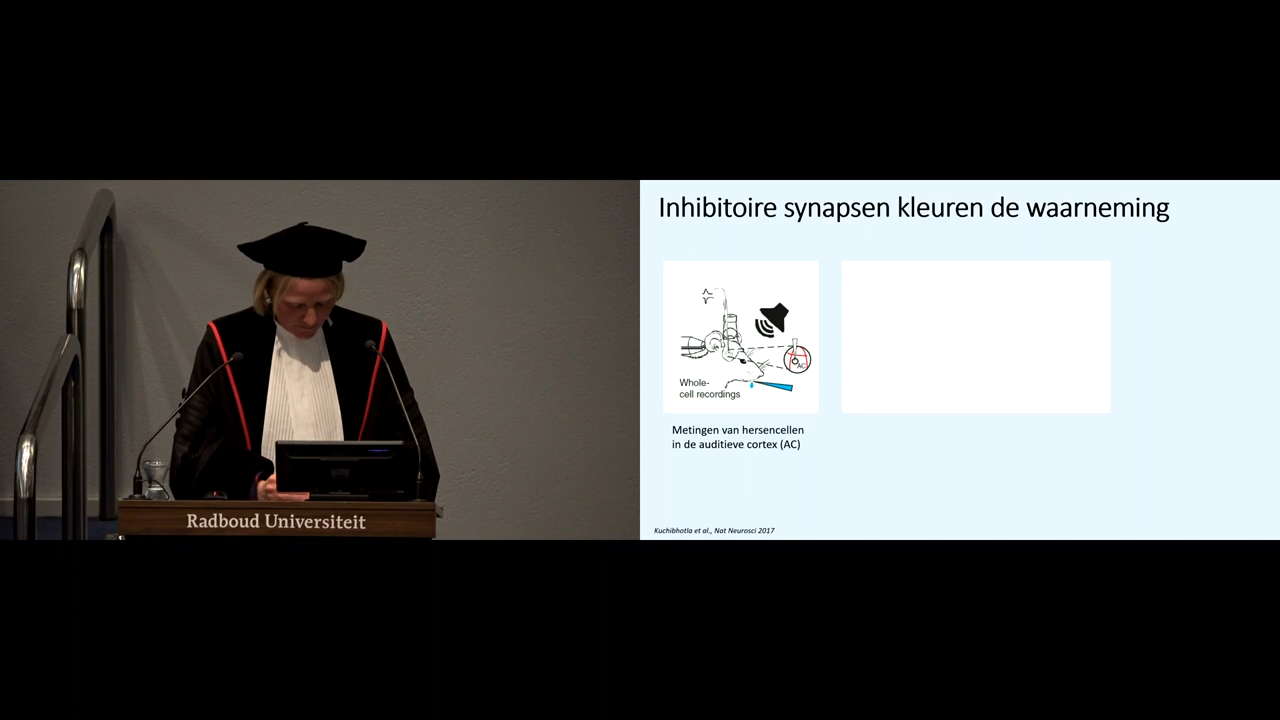 Inhibitoire synapsen kleuren de waarneming
AC
Whole-
cell recordings
Metingen van hersencellen
in de auditieve cortex (AC)
Kuchibhotla et al., Nat Neurosci 2017
Radboud Universiteit